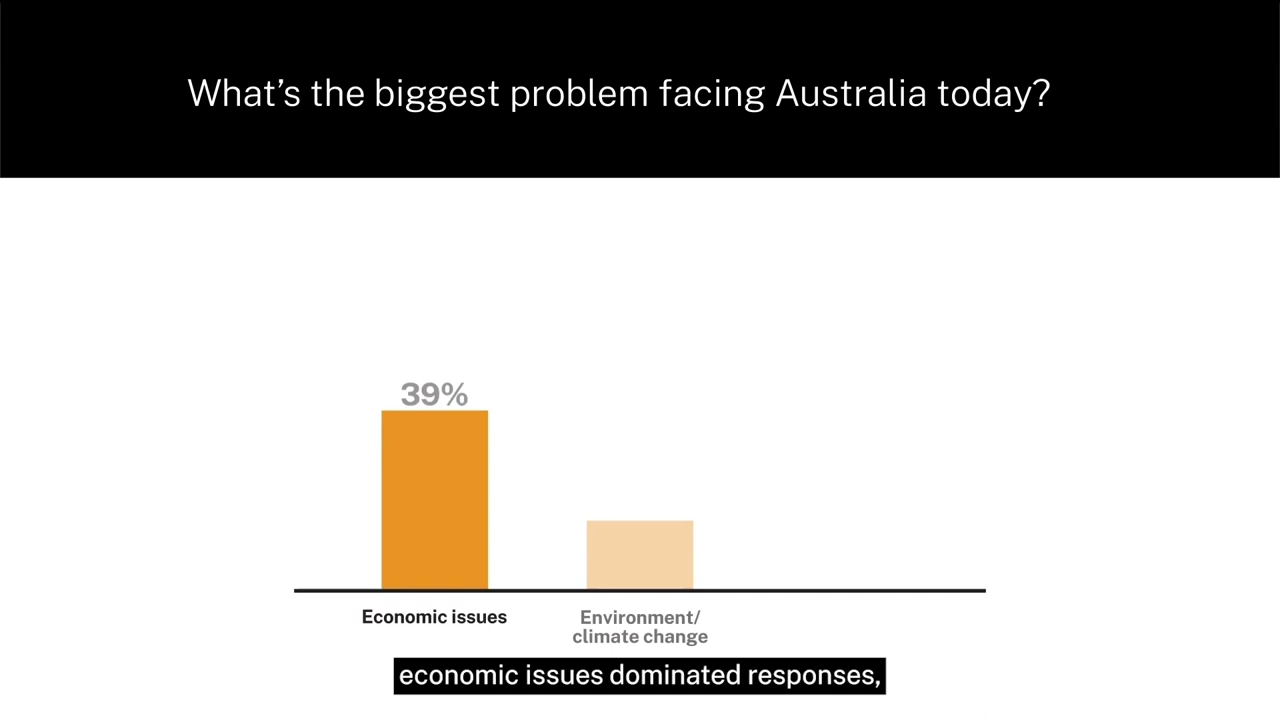 What’s the biggest problem facing Australia today?
39%
Economic issues
Environment/
climate change
economic issues dominated responses,